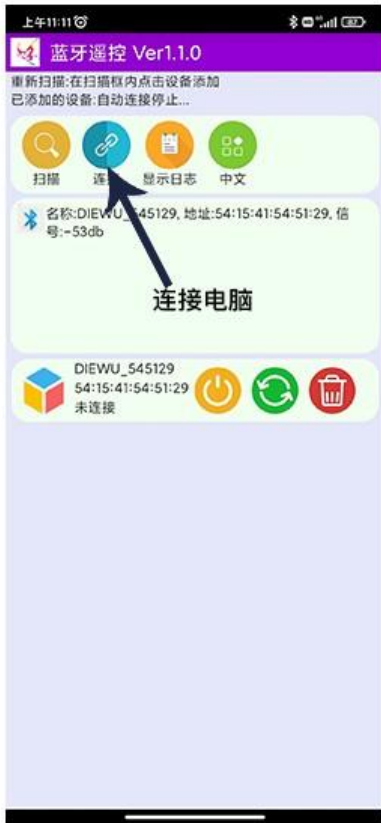 上午11:11
蓝牙遥控 Ver1.1.0
重新扫描:在扫描框内点击设备添加
已添加的设备:自动连接停止...
扫描
连接
显示日志
中文
名称:DIEWU_545129, 地址:54:15:41:54:51:29, 信
号:-53db
连接电脑
DIEWU_545129
54:15:41:54:51:29
未连接